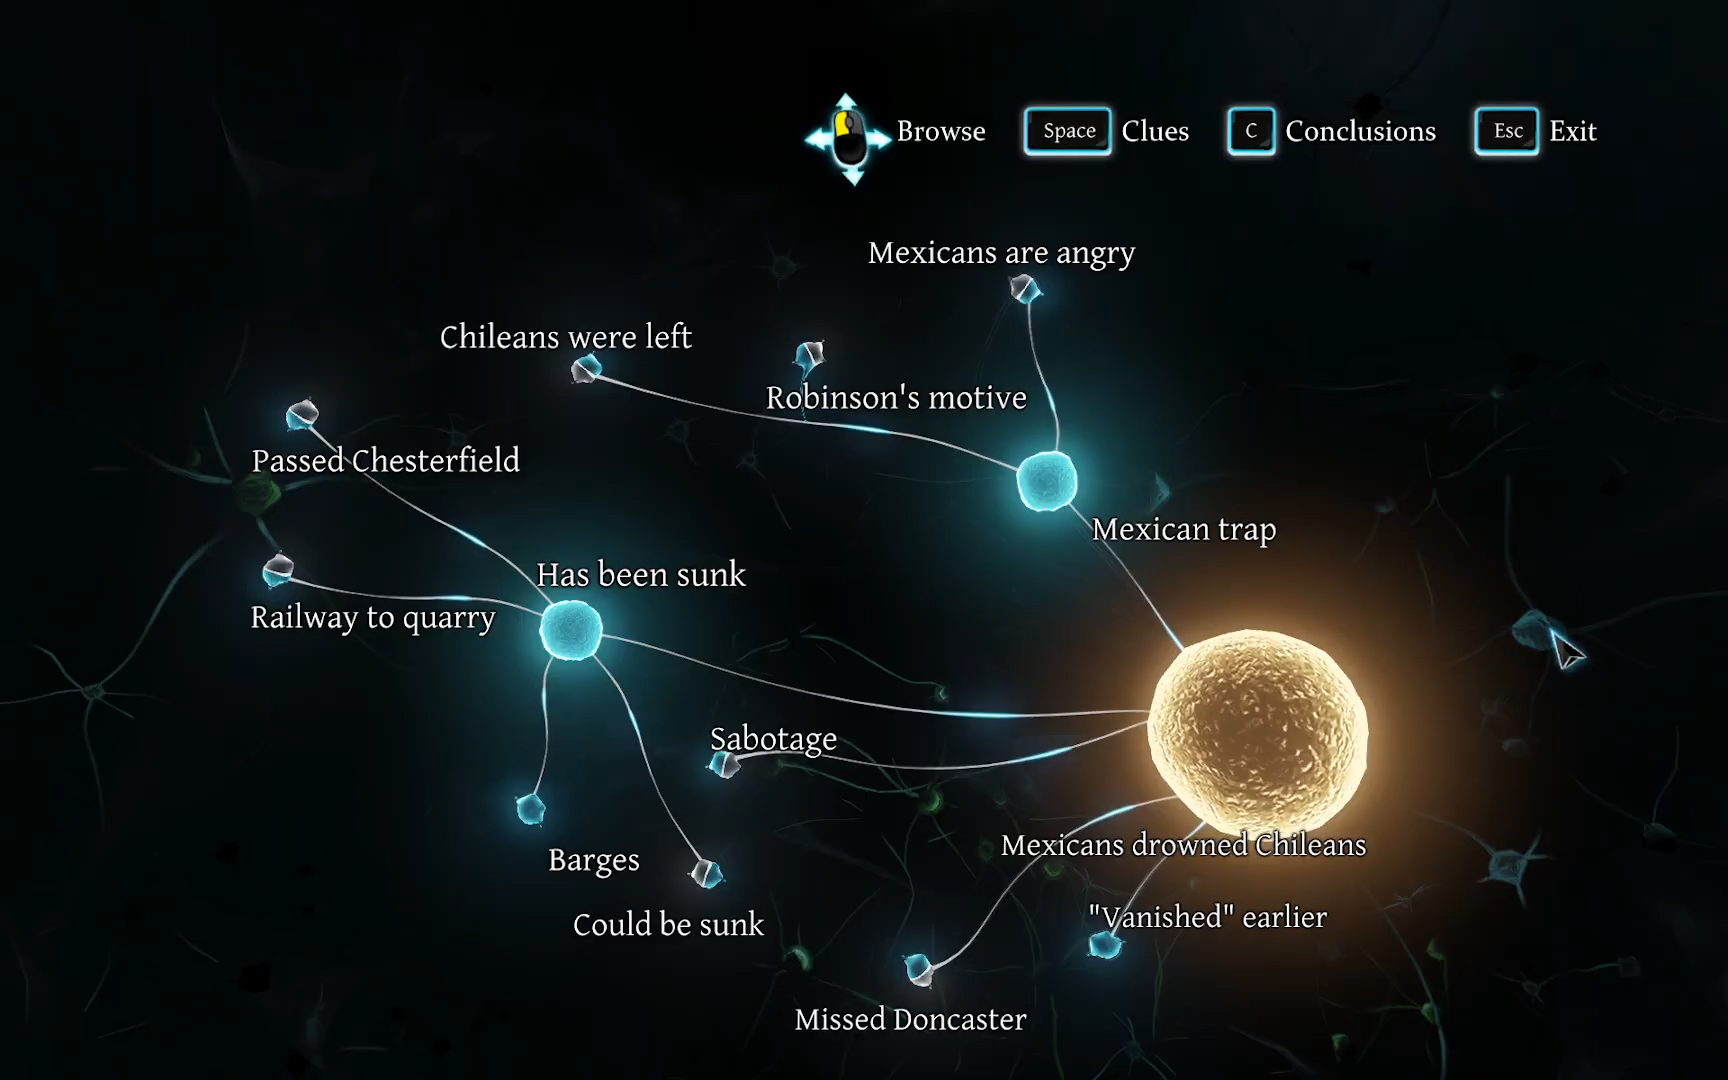 Browse
Space
Clues
C
Conclusions
Esc
Exit
Mexicans are angry
Chileans were left
Robinson's motive
Passed Chesterfield
Mexican trap
Has been sunk
Railway to quarry
Sabotage
Mexicans drowned Chileans
Barges
"Vanished" earlier
Could be sunk
Missed Doncaster